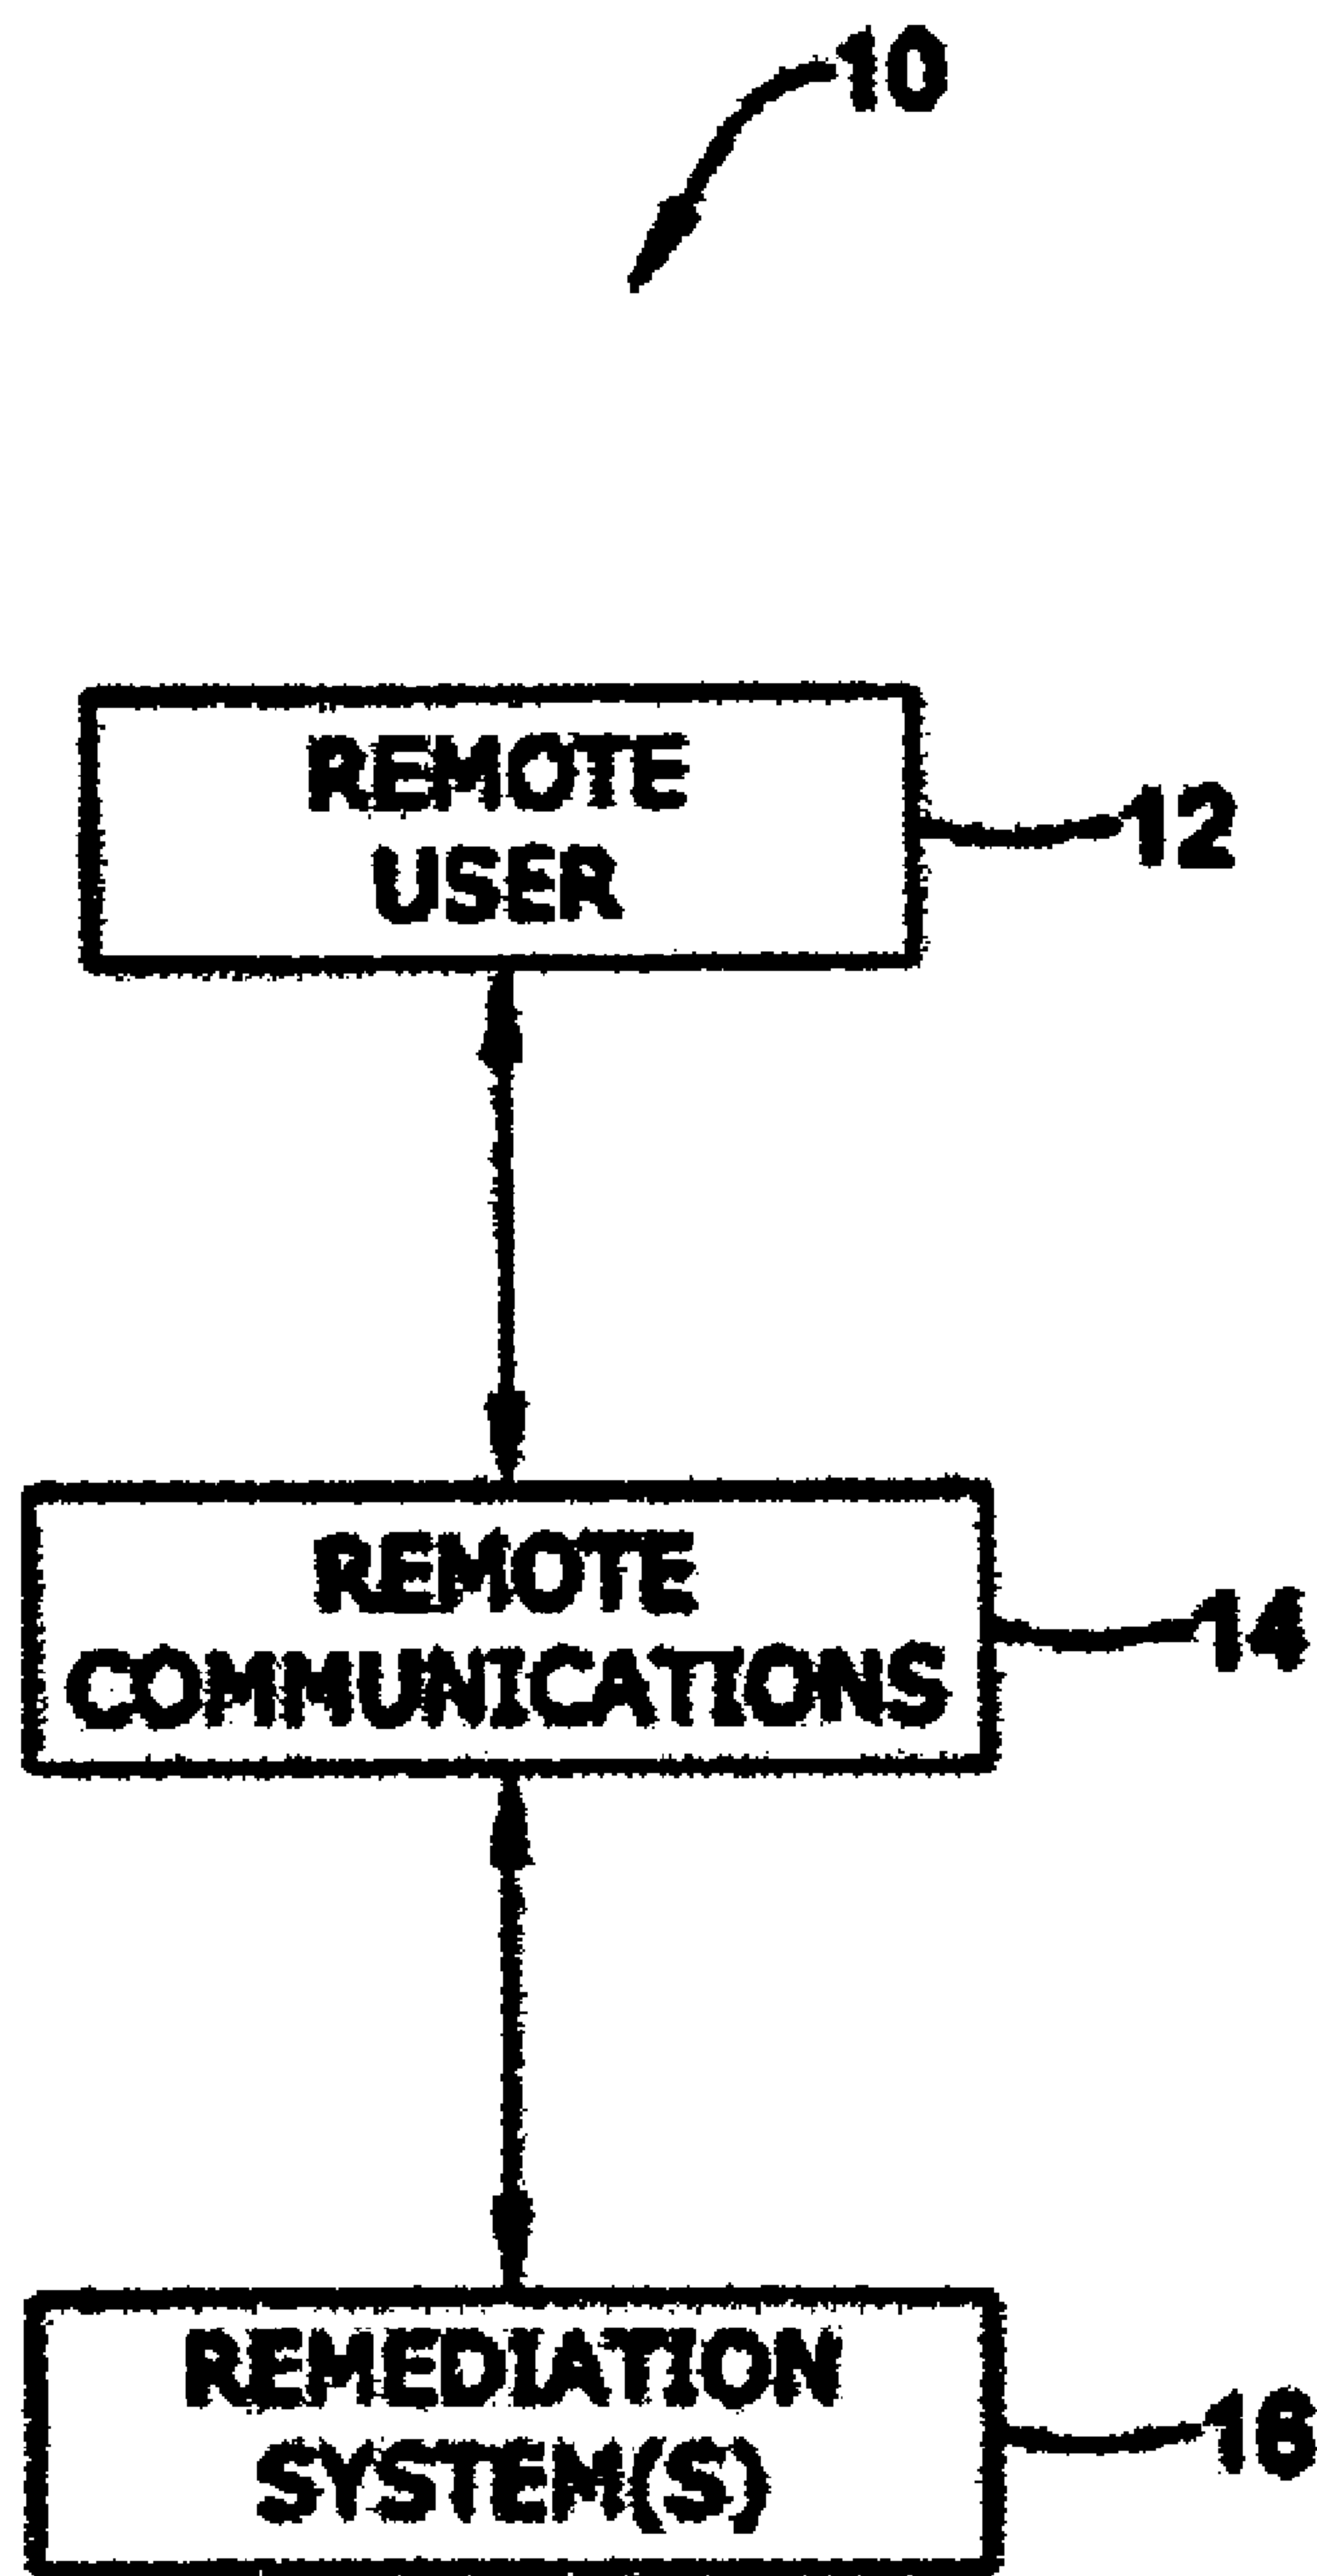 10
REMOTE
USER
12
REMOTE
COMMUNICATIONS
14
REMEDIATION
SYSTEM(S)
16